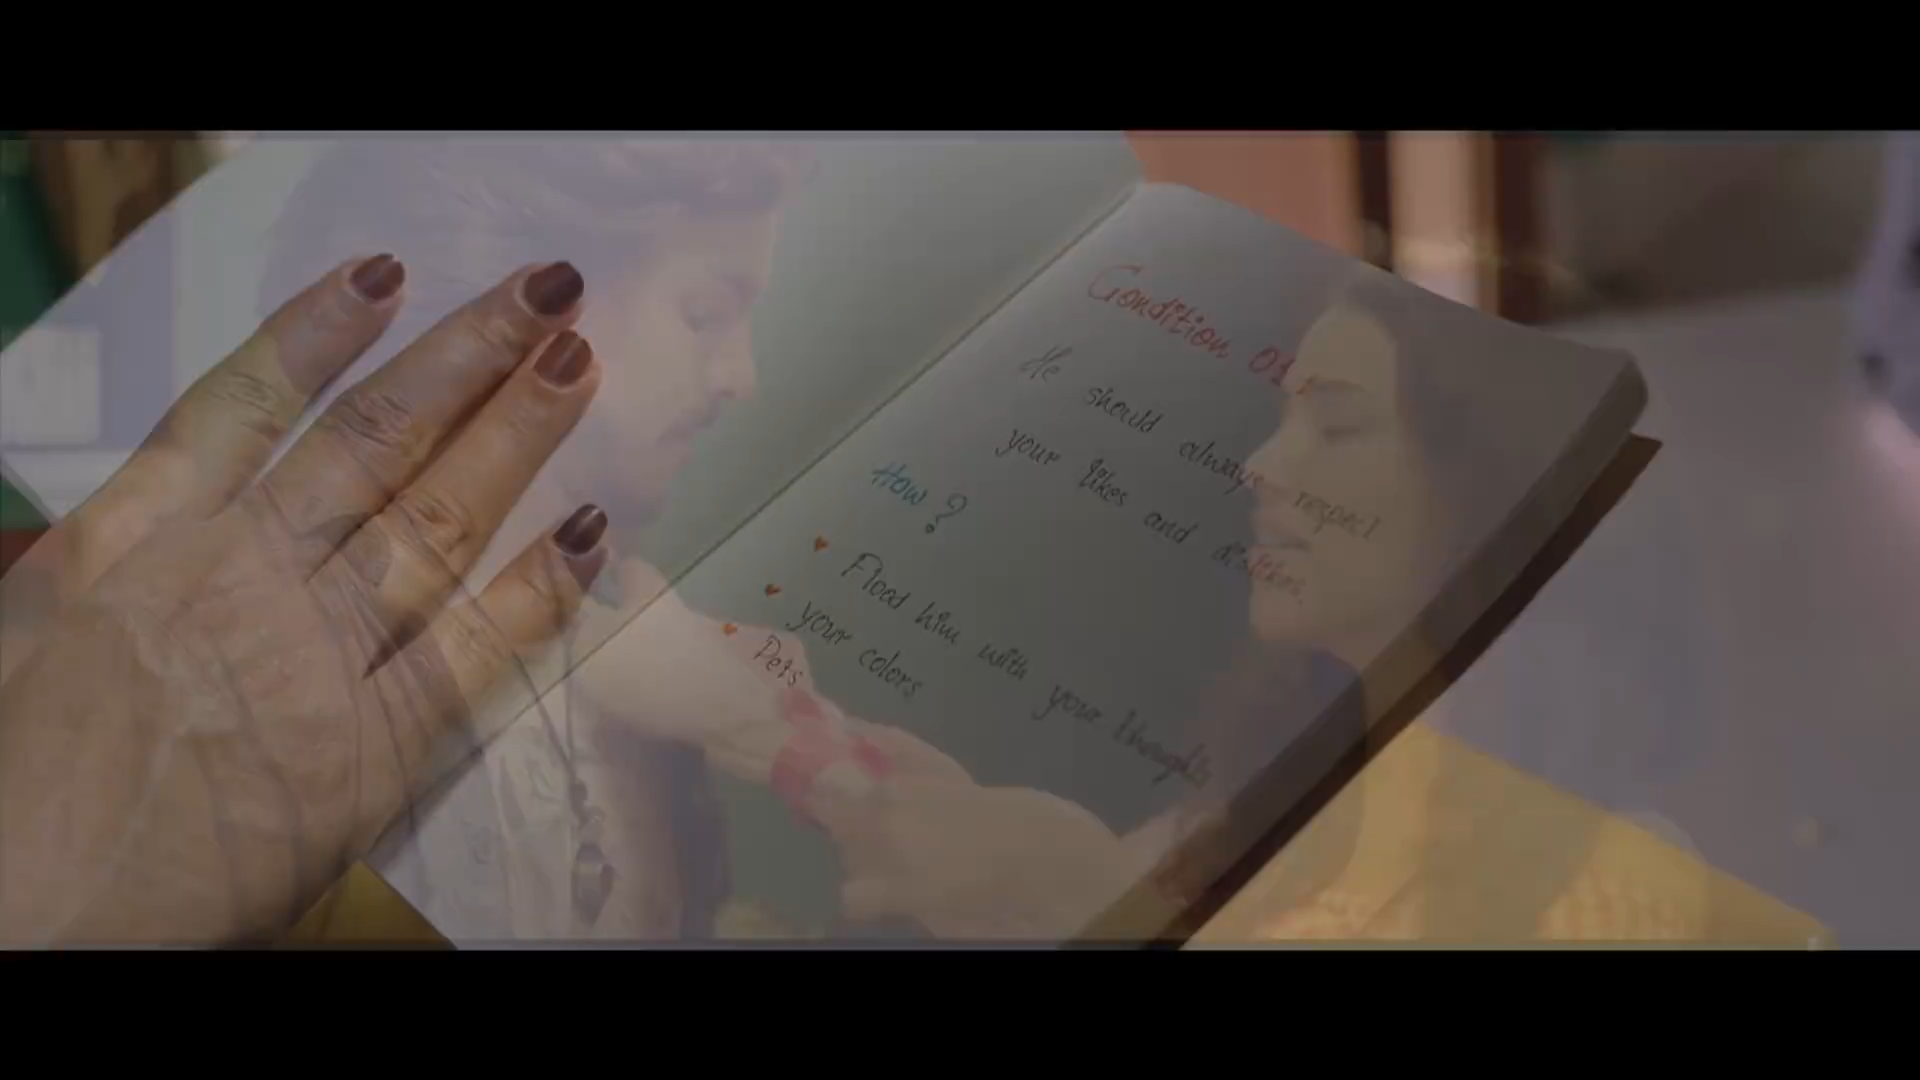 Condition 01:
He should always respect
your likes and dislikes.
How ?
Flood him with your thoughts
your colors
Pets